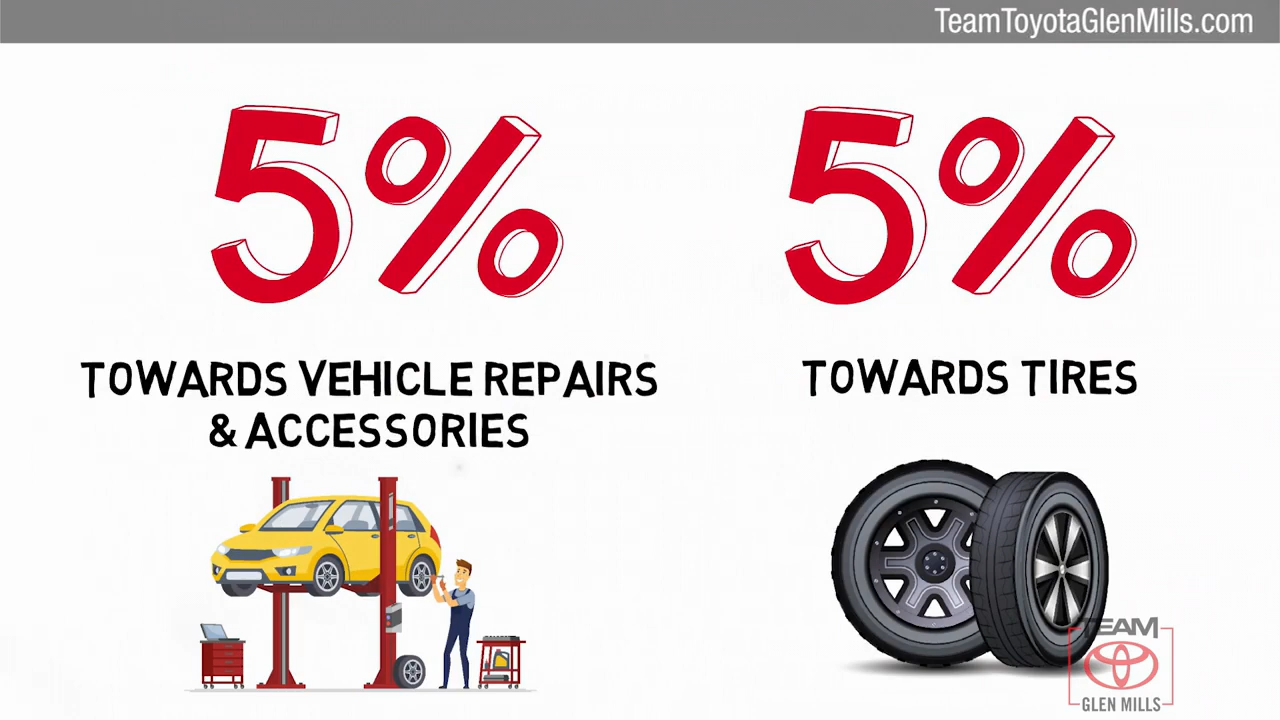 TeamToyotaGlenMills.com
5%
5%
TOWARDS VEHICLE REPAIRS
& ACCESSORIES
TOWARDS TIRES
TEAM
GLEN MILLS